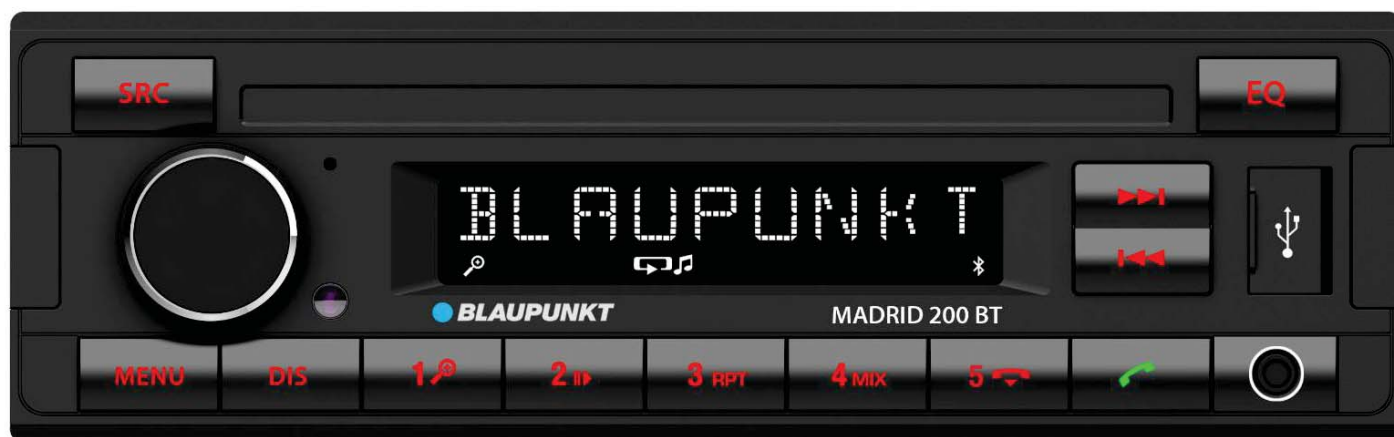 SRC
EQ
BLAUPUNKT
BLAUPUNKT
MADRID 200 BT
MENU
DIS
1
2
3 RPT
4 MIX
5